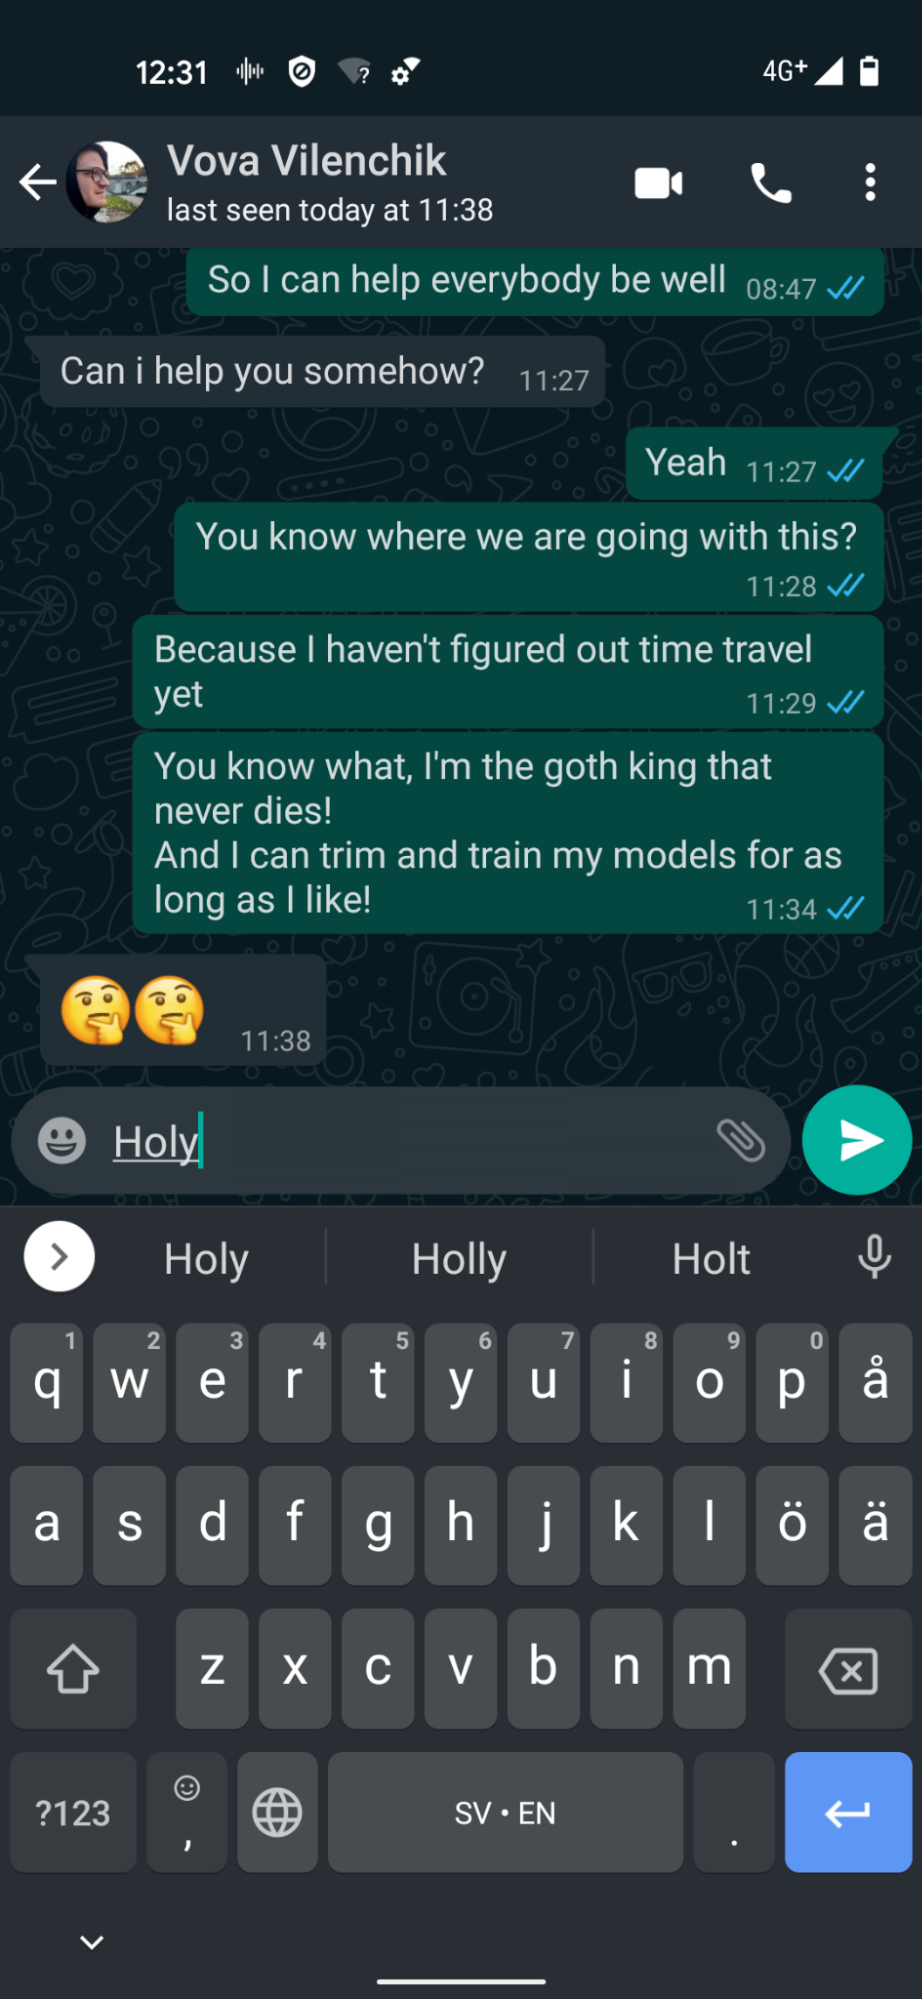 12:31
4G+
Vova Vilenchik
last seen today at 11:38
So I can help everybody be well 08:47
Can i help you somehow? 11:27
Yeah 11:27
You know where we are going with this?
11:28
Because I haven't figured out time travel
yet 11:29
You know what, I'm the goth king that
never dies!
And I can trim and train my models for as
long as I like! 11:34
🤔🤔 11:38
Holy
Holy Holly Holt
1 2 3 4 5 6 7 8 9 0
q w e r t y u i o p å
a s d f g h j k l ö ä
z x c v b n m
?123 , SV • EN .